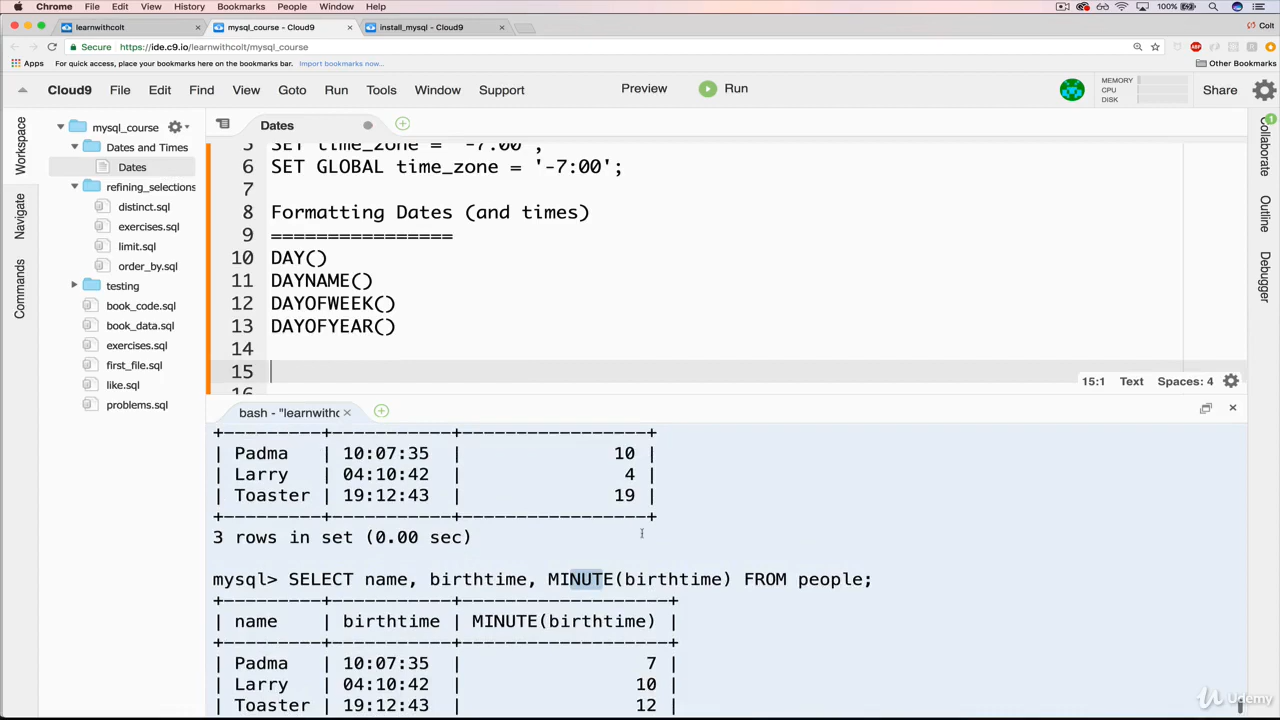 Chrome File Edit View History Bookmarks People Window Help 100%
learnwithcolt mysql_course - Cloud9 install_mysql - Cloud9 Colt
Secure https://ide.c9.io/learnwithcolt/mysql_course
Apps For quick access, place your bookmarks here on the bookmarks bar. Import bookmarks now... Other Bookmarks
Cloud9 File Edit View Goto Run Tools Window Support Preview Run MEMORY CPU DISK Share
Workspace
Navigate
Commands
mysql_course
Dates and Times
Dates
refining_selections
distinct.sql
exercises.sql
limit.sql
order_by.sql
testing
book_code.sql
book_data.sql
exercises.sql
first_file.sql
like.sql
problems.sql
Dates
5 SET time_zone = '-7:00';
6 SET GLOBAL time_zone = '-7:00';
7
8 Formatting Dates (and times)
9 ================
10 DAY()
11 DAYNAME()
12 DAYOFWEEK()
13 DAYOFYEAR()
14
15
16
15:1 Text Spaces: 4
bash - "learnwithc
+----------+-----------+-----------------+
| Padma | 10:07:35 | 10 |
| Larry | 04:10:42 | 4 |
| Toaster | 19:12:43 | 19 |
+----------+-----------+-----------------+
3 rows in set (0.00 sec)
mysql> SELECT name, birthtime, MINUTE(birthtime) FROM people;
+----------+-----------+-------------------+
| name | birthtime | MINUTE(birthtime) |
+----------+-----------+-------------------+
| Padma | 10:07:35 | 7 |
| Larry | 04:10:42 | 10 |
| Toaster | 19:12:43 | 12 |
Collaborate
1
Outline
Debugger
Udemy